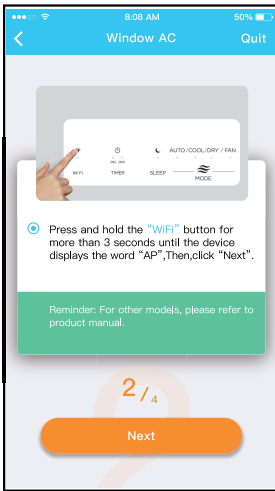 8:08 AM
50%
Window AC
Quit
AUTO/COOL/DRY / FAN
ON OFF
WI FI
TIMER
SLEEP
MODE
Press and hold the “WiFi” button for
more than 3 seconds until the device
displays the word “AP”,Then,click “Next”.
Reminder: For other models, please refer to
product manual.
2/4
Next